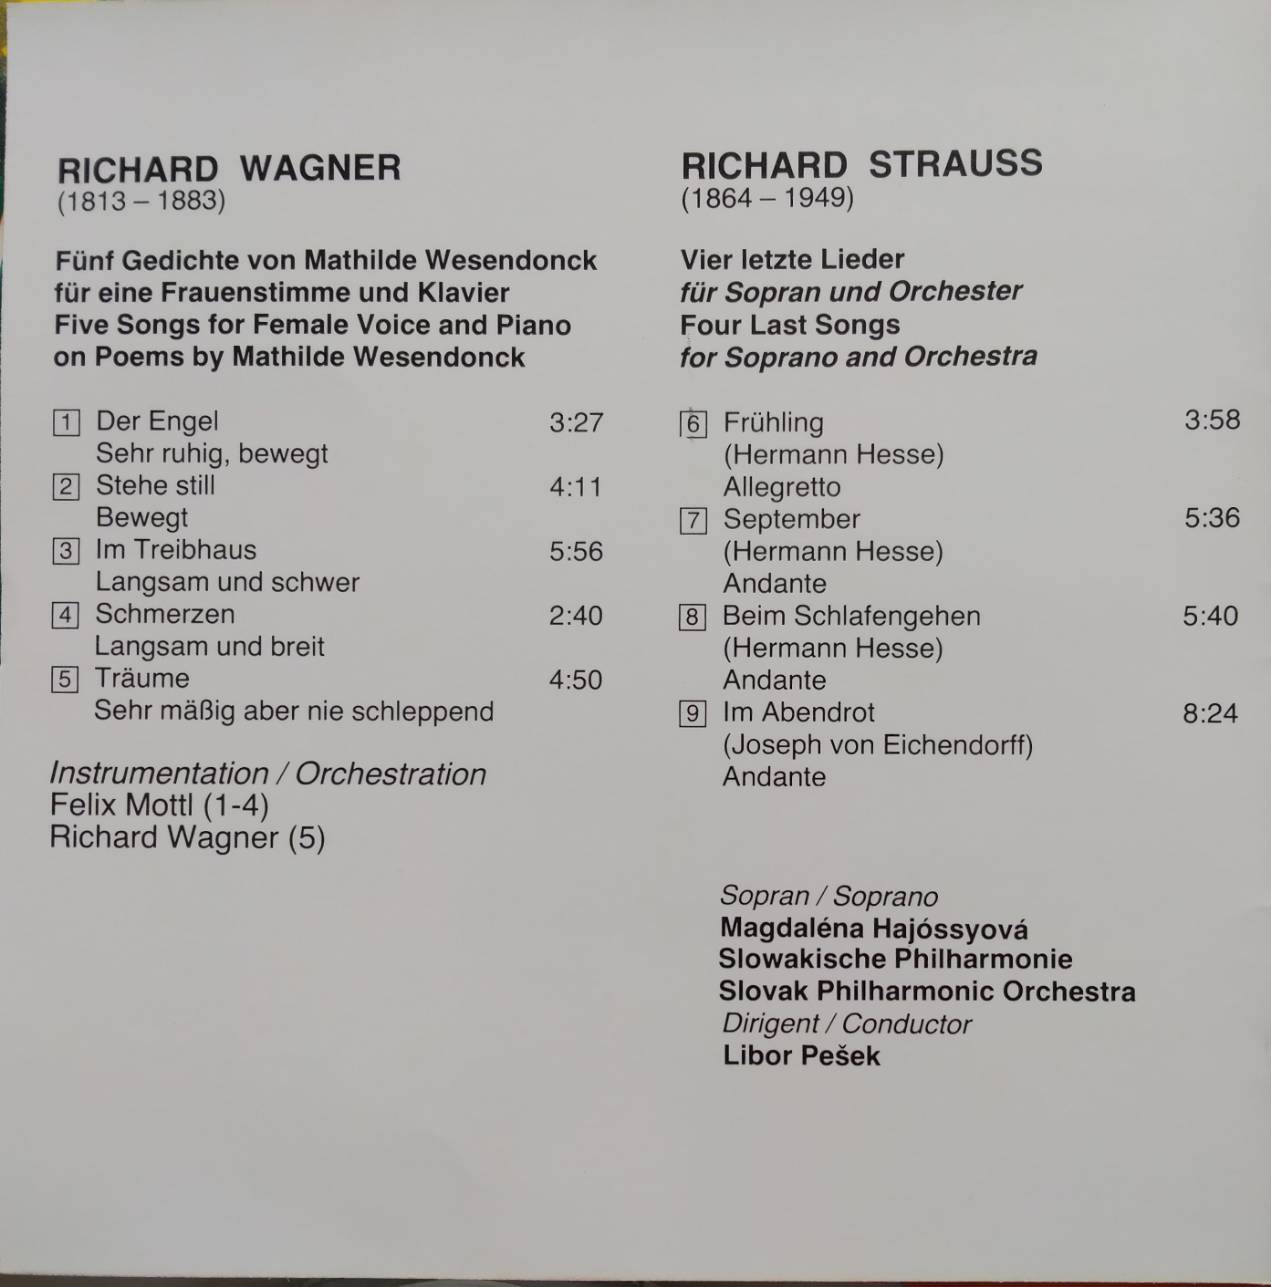 RICHARD WAGNER
(1813 – 1883)
Fünf Gedichte von Mathilde Wesendonck
für eine Frauenstimme und Klavier
Five Songs for Female Voice and Piano
on Poems by Mathilde Wesendonck
1 Der Engel 3:27
Sehr ruhig, bewegt
2 Stehe still 4:11
Bewegt
3 Im Treibhaus 5:56
Langsam und schwer
4 Schmerzen 2:40
Langsam und breit
5 Träume 4:50
Sehr mäßig aber nie schleppend
Instrumentation / Orchestration
Felix Mottl (1-4)
Richard Wagner (5)
RICHARD STRAUSS
(1864 – 1949)
Vier letzte Lieder
für Sopran und Orchester
Four Last Songs
for Soprano and Orchestra
6 Frühling 3:58
(Hermann Hesse)
Allegretto
7 September 5:36
(Hermann Hesse)
Andante
8 Beim Schlafengehen 5:40
(Hermann Hesse)
Andante
9 Im Abendrot 8:24
(Joseph von Eichendorff)
Andante
Sopran / Soprano
Magdaléna Hajóssyová
Slowakische Philharmonie
Slovak Philharmonic Orchestra
Dirigent / Conductor
Libor Pešek